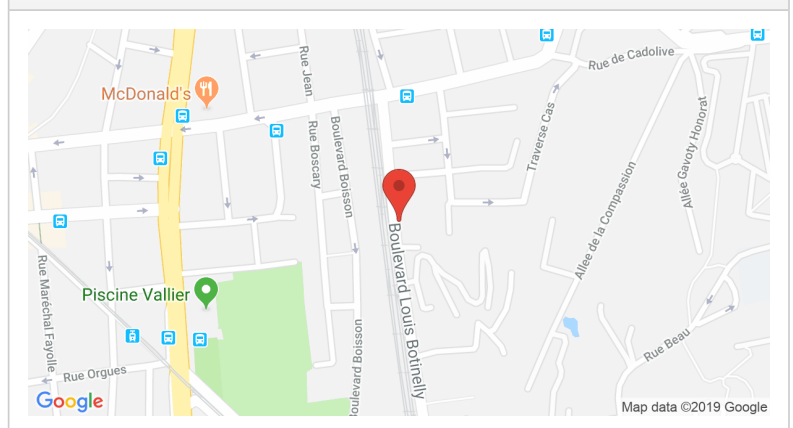 Rue de Cadolive
Rue Jean
McDonald's
Boulevard Boisson
Rue Boscary
Traverse Cas
Allée Gavoty Honorat
Allee de la Compassion
Boulevard Louis Botinelly
Rue Maréchal Fayolle
Piscine Vallier
Boulevard Boisson
Rue Beau
Rue Orgues
Google
Map data ©2019 Google